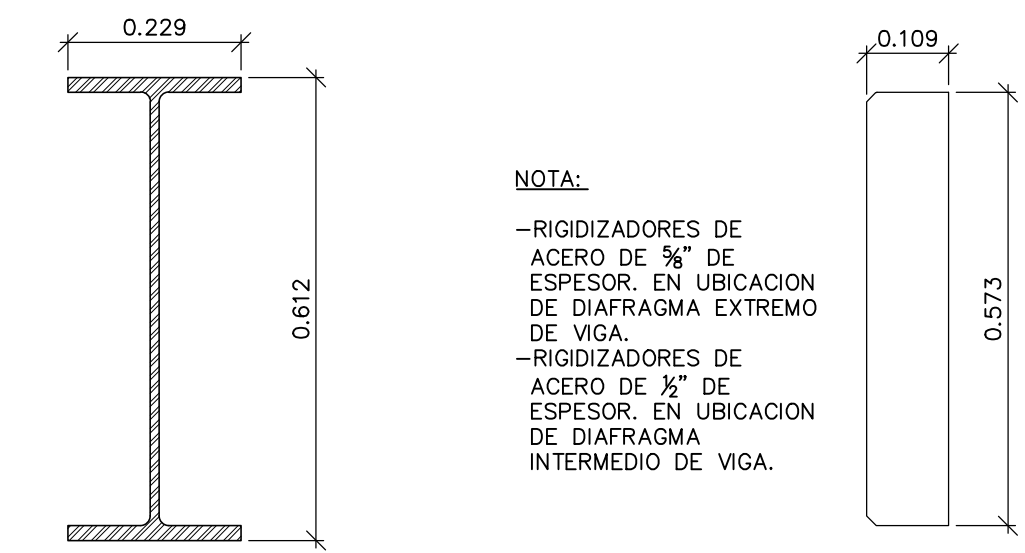 0.229
0.612
NOTA:
-RIGIDIZADORES DE
ACERO DE ⅝" DE
ESPESOR. EN UBICACION
DE DIAFRAGMA EXTREMO
DE VIGA.
-RIGIDIZADORES DE
ACERO DE ½" DE
ESPESOR. EN UBICACION
DE DIAFRAGMA
INTERMEDIO DE VIGA.
0.109
0.573